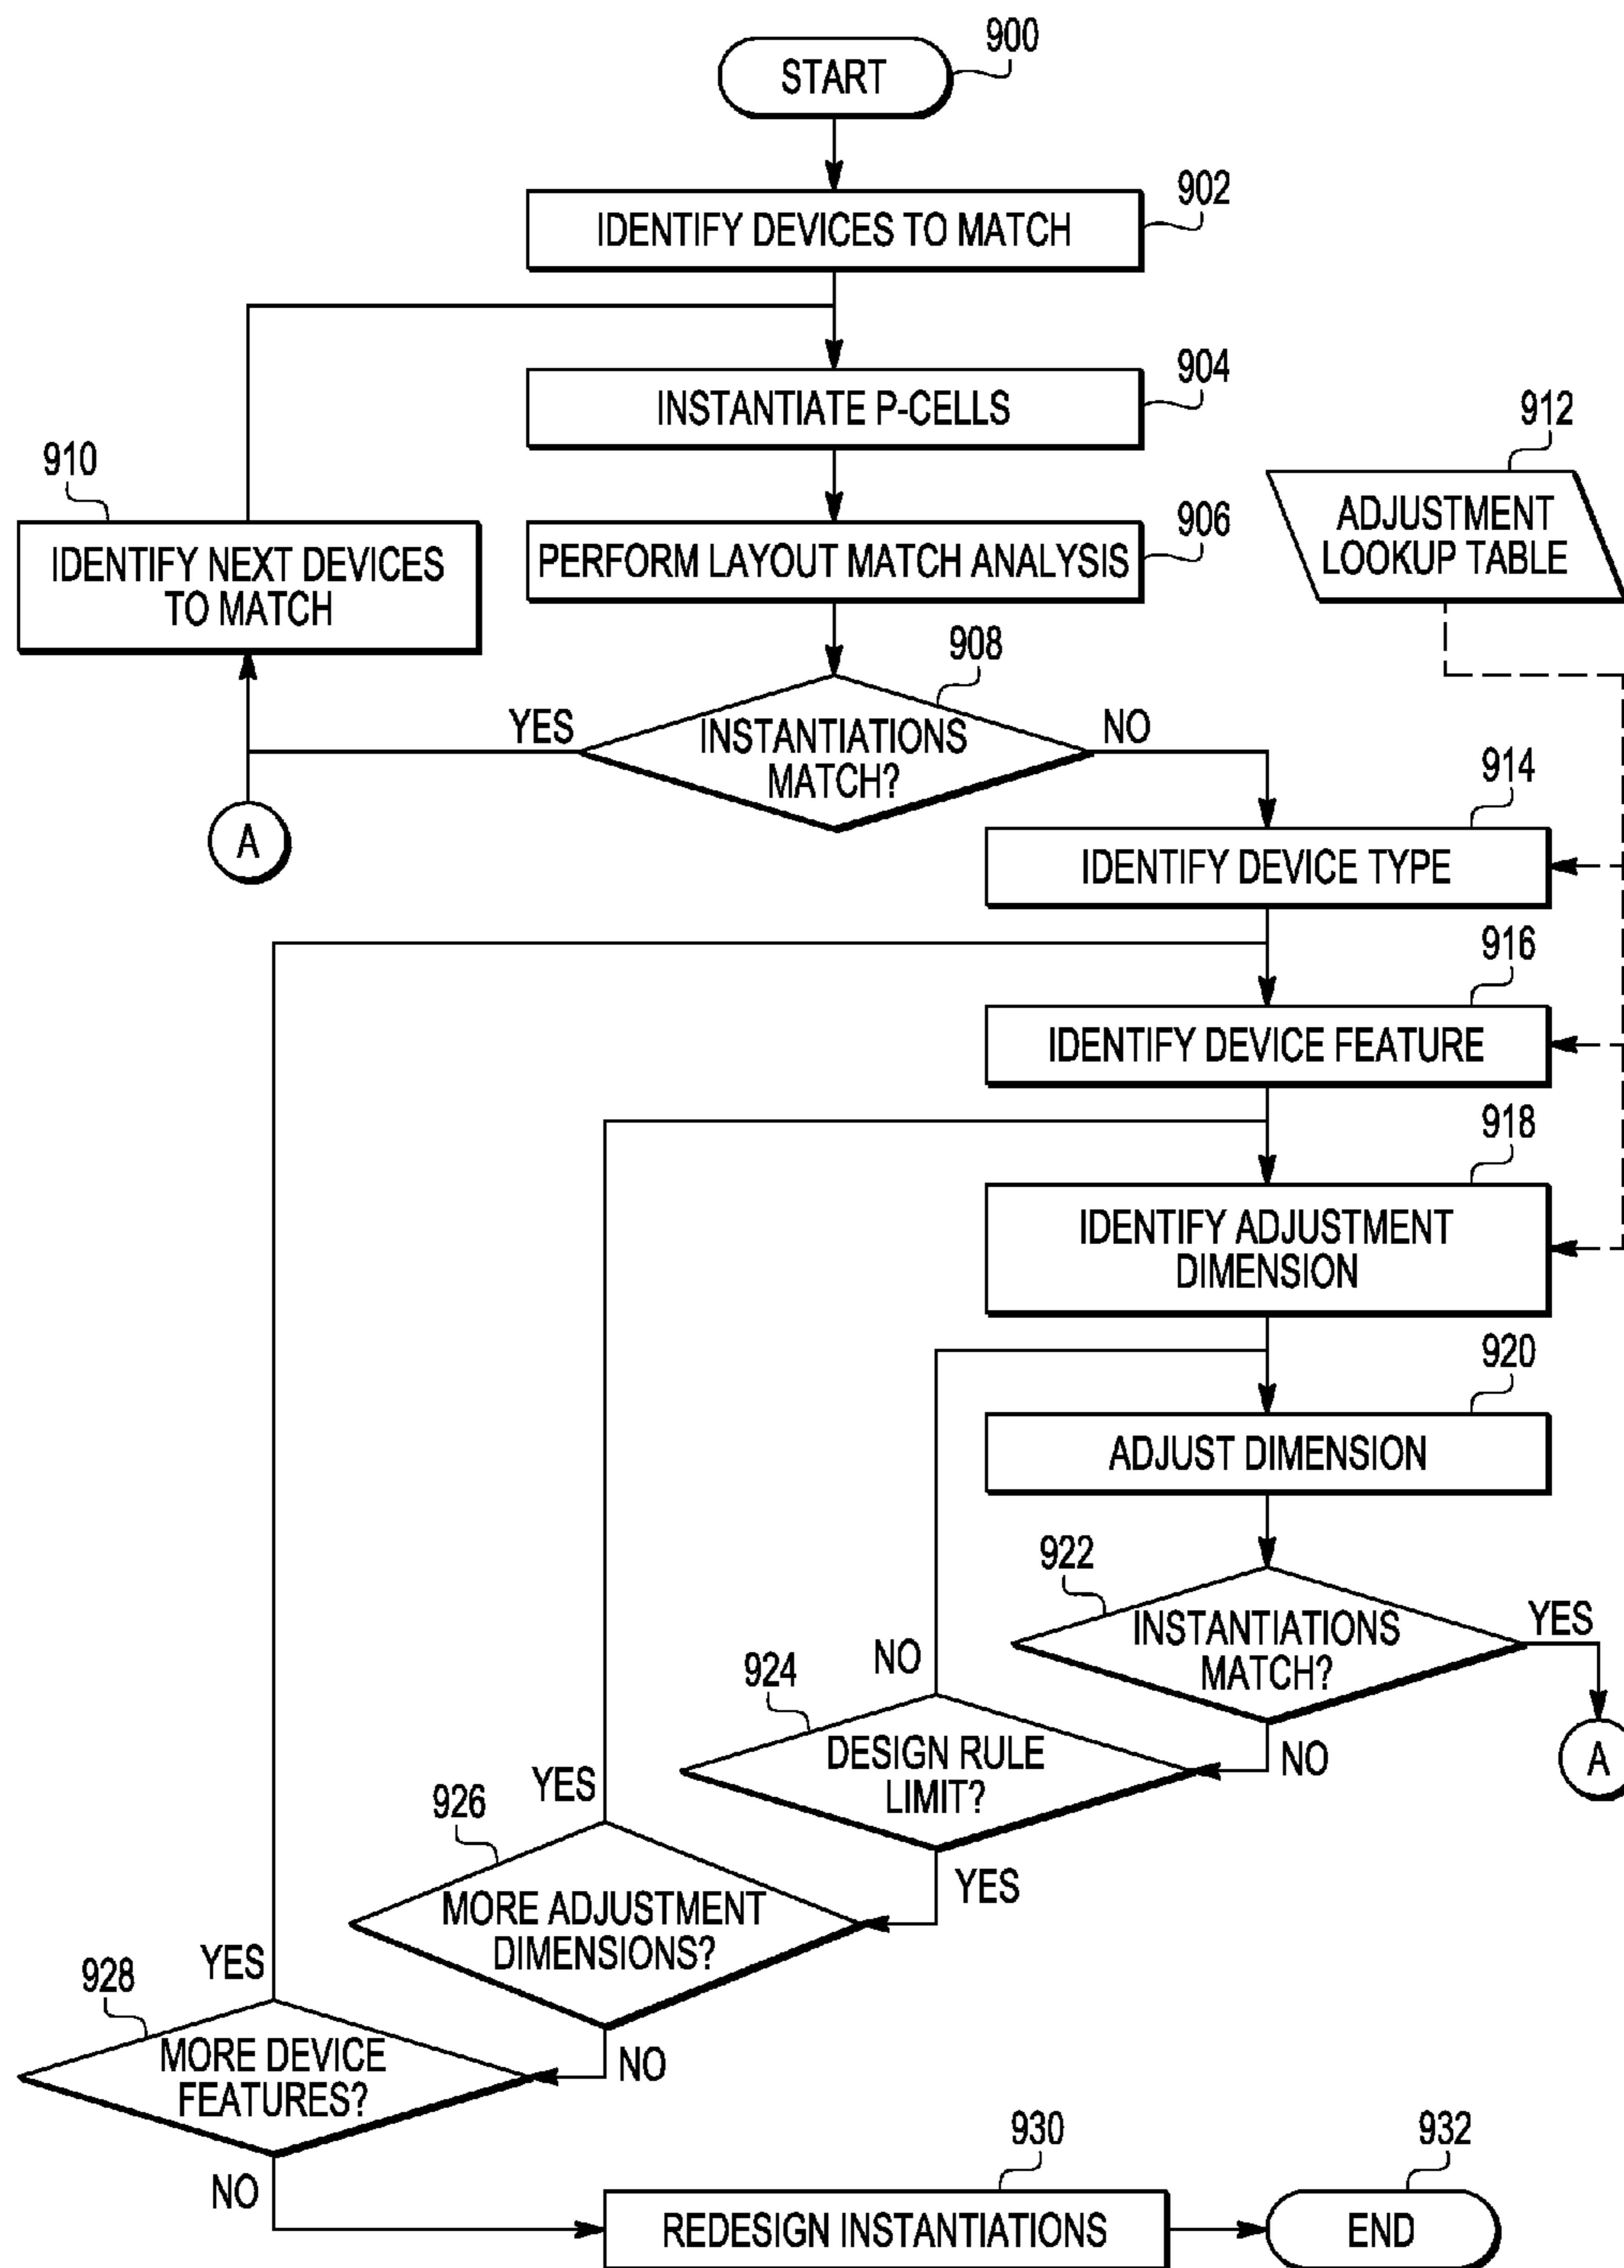 900
START
902
IDENTIFY DEVICES TO MATCH
904
INSTANTIATE P-CELLS
910
IDENTIFY NEXT DEVICES
TO MATCH
906
PERFORM LAYOUT MATCH ANALYSIS
912
ADJUSTMENT
LOOKUP TABLE
908
INSTANTIATIONS
MATCH?
YES
NO
A
914
IDENTIFY DEVICE TYPE
916
IDENTIFY DEVICE FEATURE
918
IDENTIFY ADJUSTMENT
DIMENSION
920
ADJUST DIMENSION
922
INSTANTIATIONS
MATCH?
YES
A
NO
924
DESIGN RULE
LIMIT?
NO
YES
926
MORE ADJUSTMENT
DIMENSIONS?
YES
NO
928
MORE DEVICE
FEATURES?
YES
NO
930
REDESIGN INSTANTIATIONS
932
END